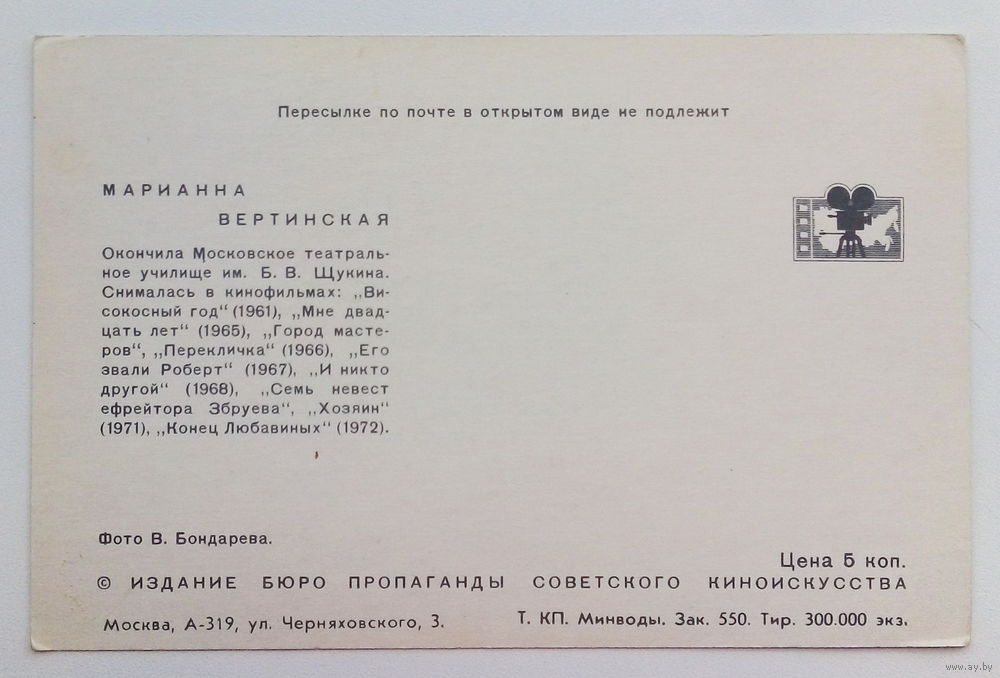 Пересылке по почте в открытом виде не подлежит
МАРИАННА
ВЕРТИНСКАЯ
Окончила Московское театраль-
ное училище им. Б. В. Щукина.
Снималась в кинофильмах: „Ви-
сокосный год“ (1961), „Мне двад-
цать лет“ (1965), „Город масте-
ров“, „Перекличка“ (1966), „Его
звали Роберт“ (1967), „И никто
другой“ (1968), „Семь невест
ефрейтора Збруева“, „Хозяин“
(1971), „Конец Любавиных“ (1972).
Фото В. Бондарева.
Цена 5 коп.
© ИЗДАНИЕ БЮРО ПРОПАГАНДЫ СОВЕТСКОГО КИНОИСКУССТВА
Москва, А-319, ул. Черняховского, 3. Т. КП. Минводы. Зак. 550. Тир. 300.000 экз.
www.ay.by